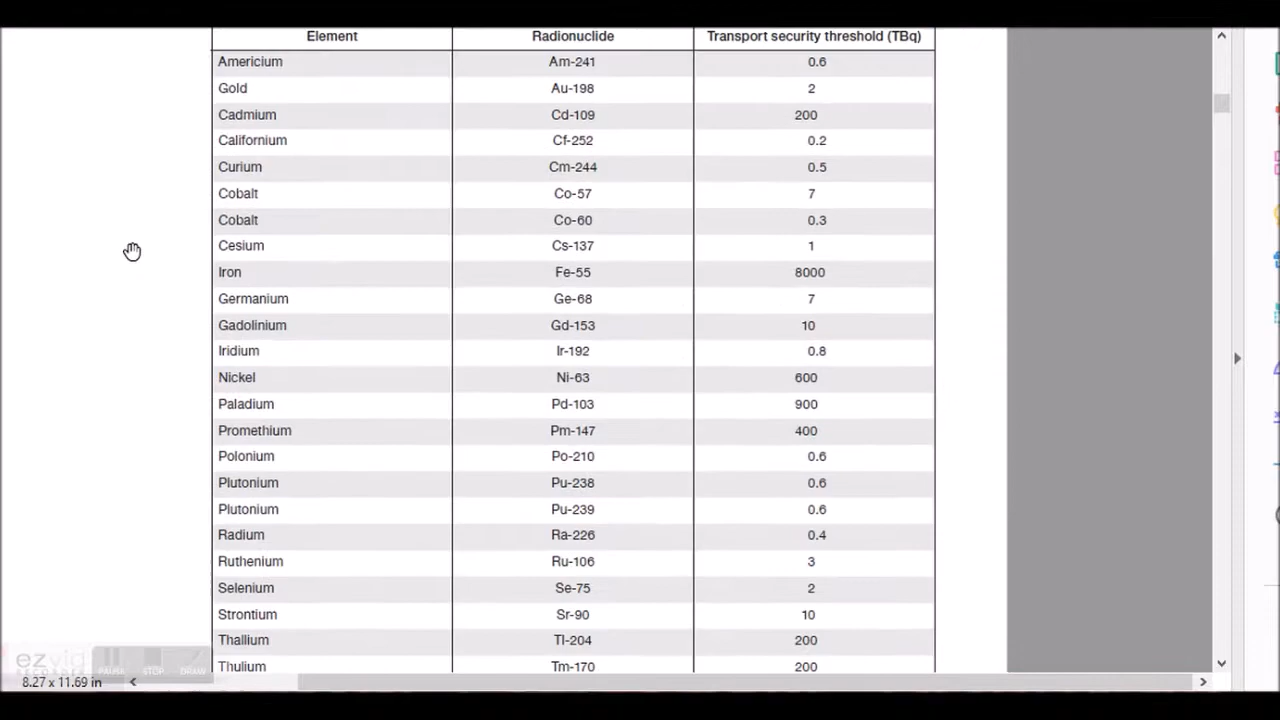 Element Radionuclide Transport security threshold (TBq)
Americium Am-241 0.6
Gold Au-198 2
Cadmium Cd-109 200
Californium Cf-252 0.2
Curium Cm-244 0.5
Cobalt Co-57 7
Cobalt Co-60 0.3
Cesium Cs-137 1
Iron Fe-55 8000
Germanium Ge-68 7
Gadolinium Gd-153 10
Iridium Ir-192 0.8
Nickel Ni-63 600
Paladium Pd-103 900
Promethium Pm-147 400
Polonium Po-210 0.6
Plutonium Pu-238 0.6
Plutonium Pu-239 0.6
Radium Ra-226 0.4
Ruthenium Ru-106 3
Selenium Se-75 2
Strontium Sr-90 10
Thallium Tl-204 200
Thulium Tm-170 200
ezvid
RECORDER PAUSE STOP DRAW
8.27 x 11.69 in